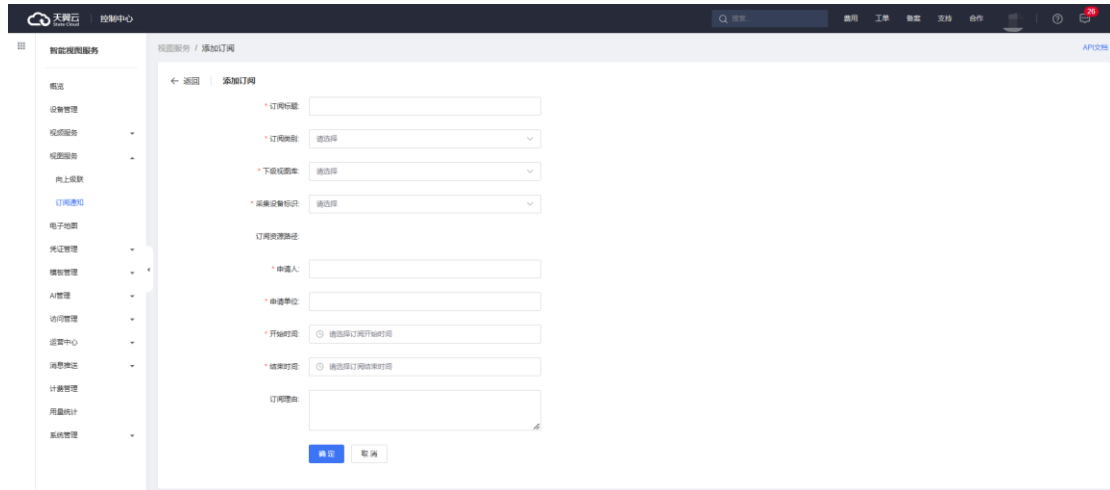 天翼云
State Cloud
控制中心
搜索...
费用 工单 备案 支持 合作
26
智能视图服务
视图服务 / 添加订阅
API文档
← 返回 添加订阅
概览
设备管理
视频服务
视图服务
向上级联
订阅通知
电子地图
凭证管理
模板管理
AI管理
访问管理
运营中心
消息推送
计费管理
用量统计
系统管理
* 订阅标题:
* 订阅类别: 请选择
* 下级视图库: 请选择
* 采集设备标识: 请选择
订阅资源路径:
* 申请人:
* 申请单位:
* 开始时间: 请选择订阅开始时间
* 结束时间: 请选择订阅结束时间
订阅理由:
确定 取消